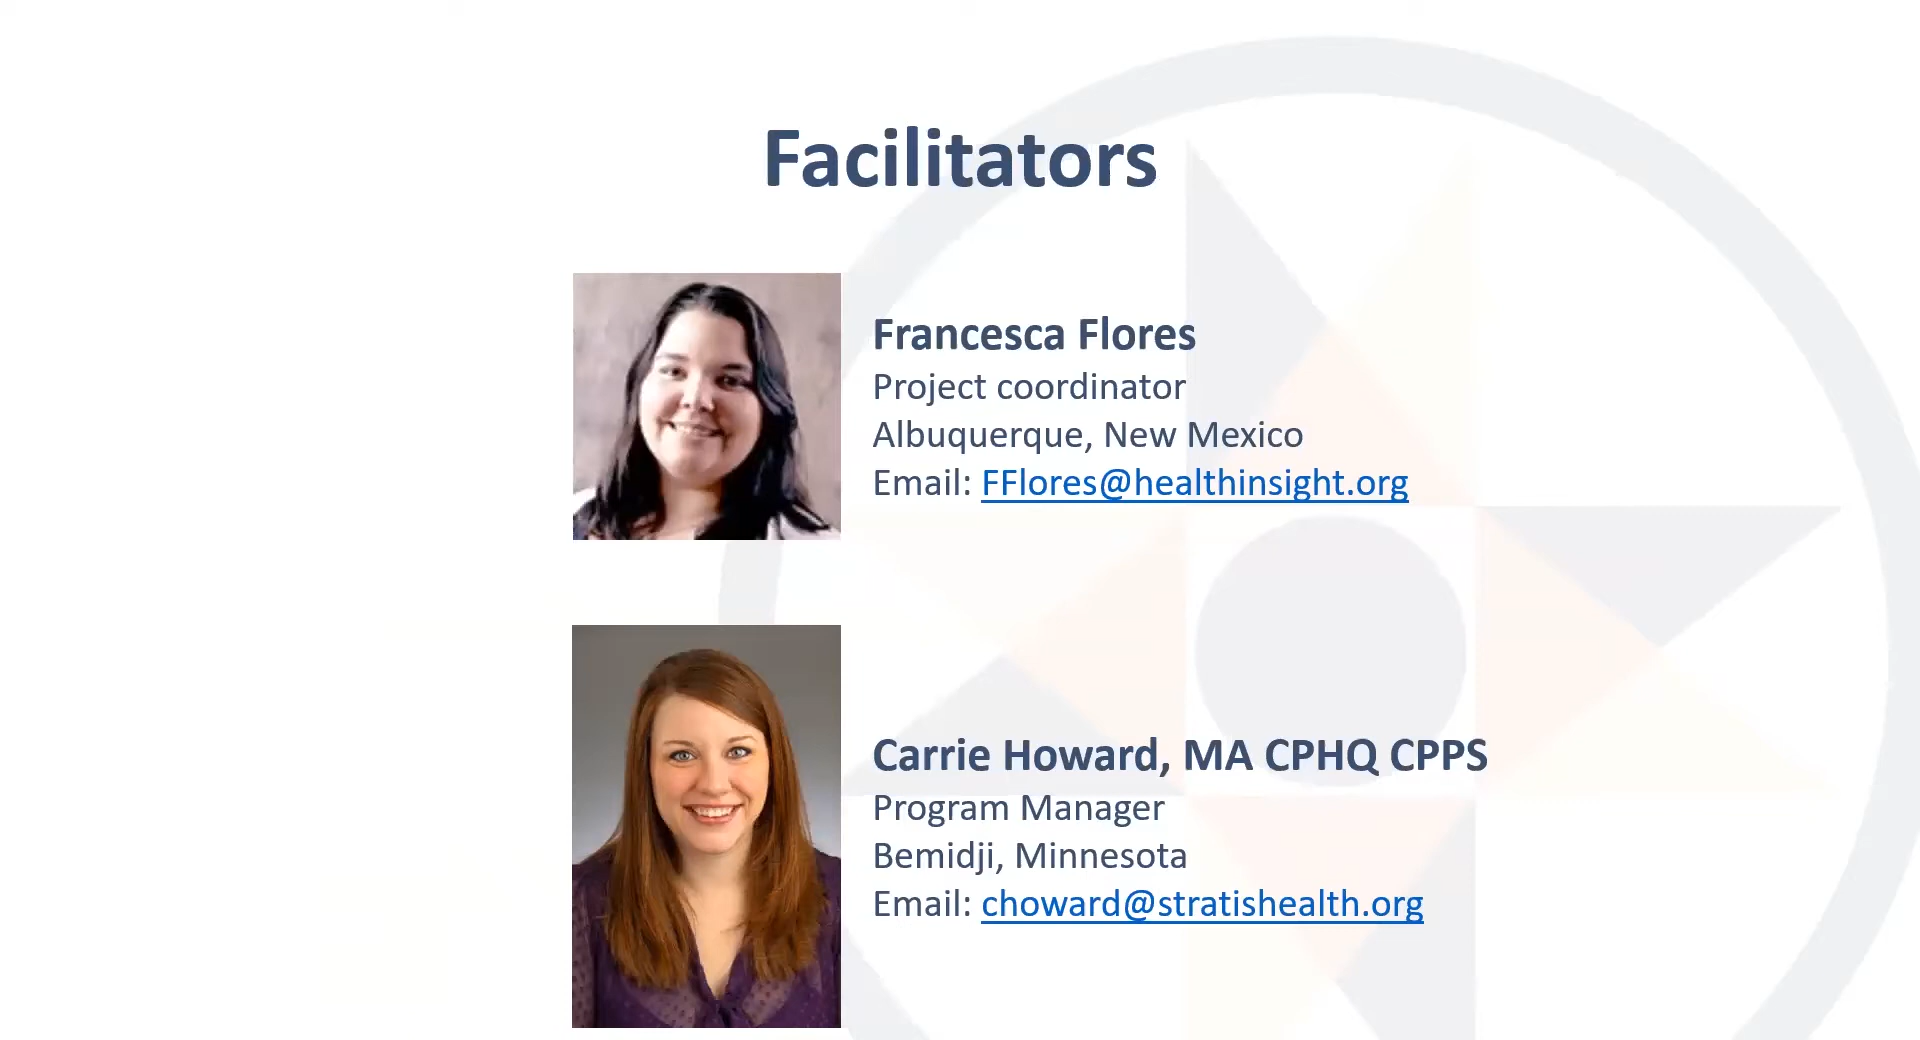 Facilitators
Francesca Flores
Project coordinator
Albuquerque, New Mexico
Email: FFlores@healthinsight.org
Carrie Howard, MA CPHQ CPPS
Program Manager
Bemidji, Minnesota
Email: choward@stratishealth.org